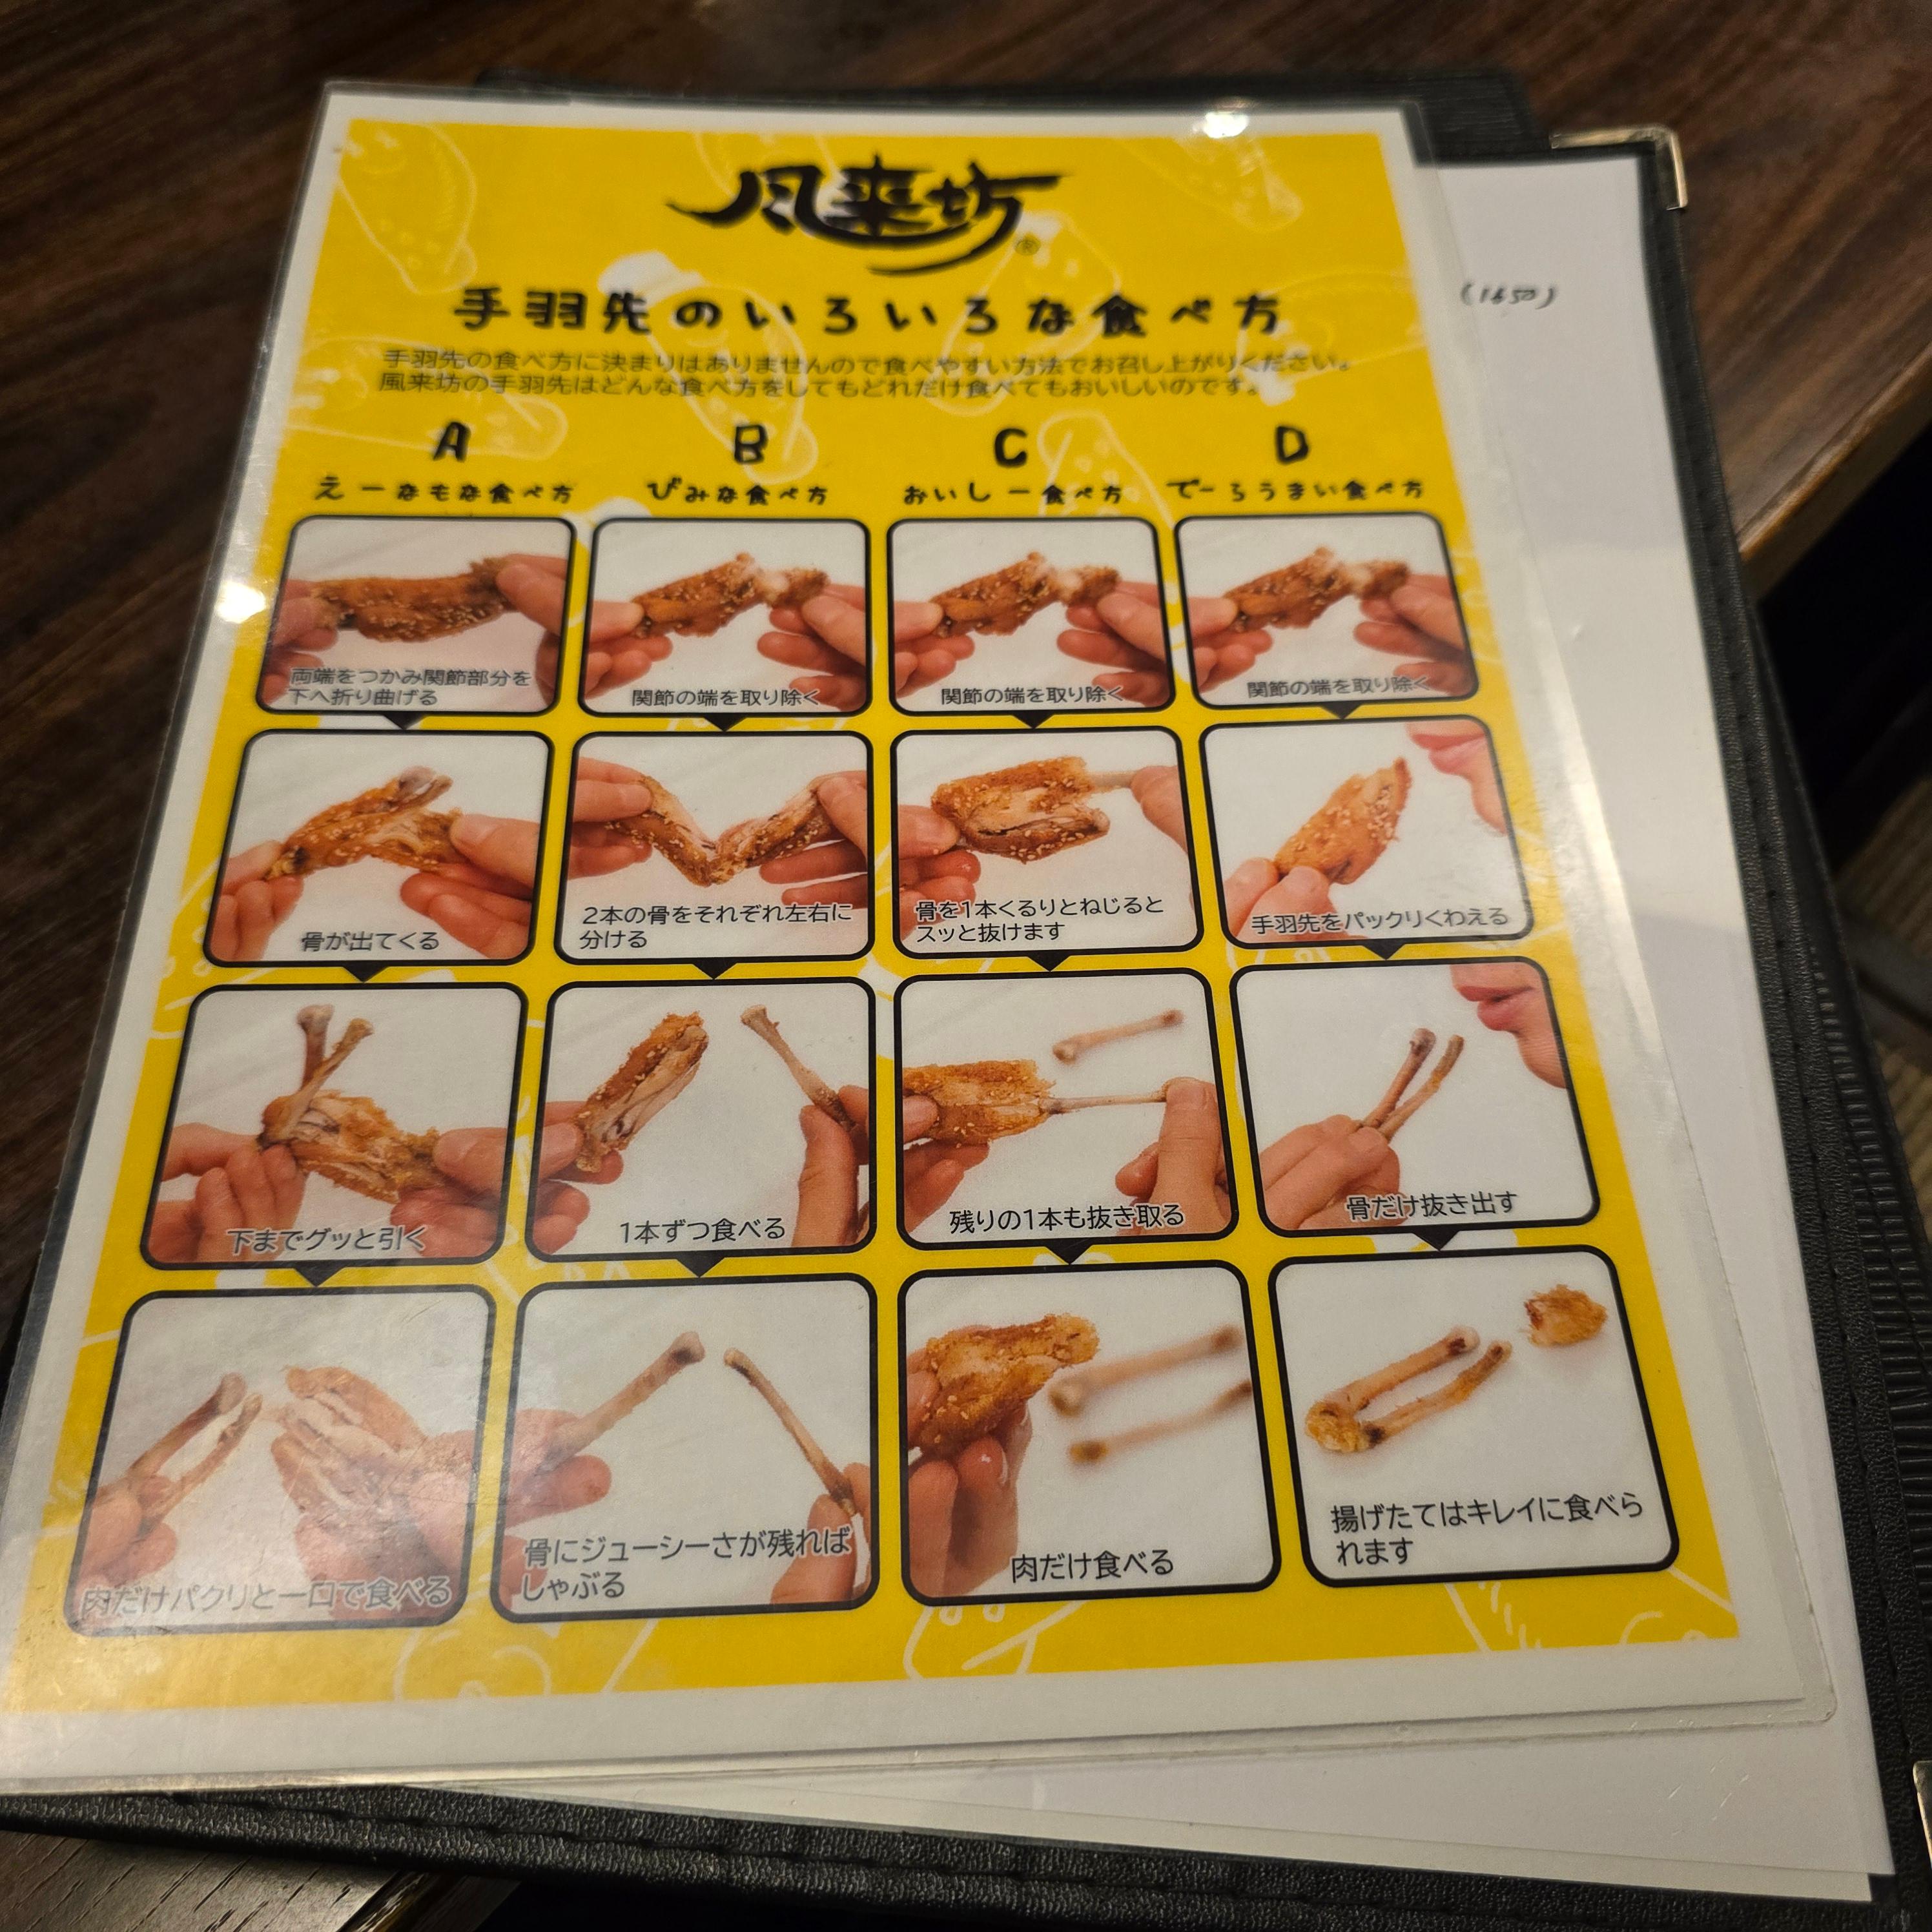 風来坊®
手羽先のいろいろな食べ方
手羽先の食べ方に決まりはありませんので食べやすい方法でお召し上がりください。
風来坊の手羽先はどんな食べ方をしてもどれだけ食べてもおいしいのです。
A
えーなもな食べ方
両端をつかみ関節部分を
下へ折り曲げる
骨が出てくる
下までグッと引く
肉だけパクリと一口で食べる
B
びみな食べ方
関節の端を取り除く
2本の骨をそれぞれ左右に
分ける
1本ずつ食べる
骨にジューシーさが残れば
しゃぶる
C
おいしー食べ方
関節の端を取り除く
骨を1本くるりとねじると
スッと抜けます
残りの1本も抜き取る
肉だけ食べる
D
でーろうまい食べ方
関節の端を取り除く
手羽先をパックリくわえる
骨だけ抜き出す
揚げたてはキレイに食べら
れます
(1650)